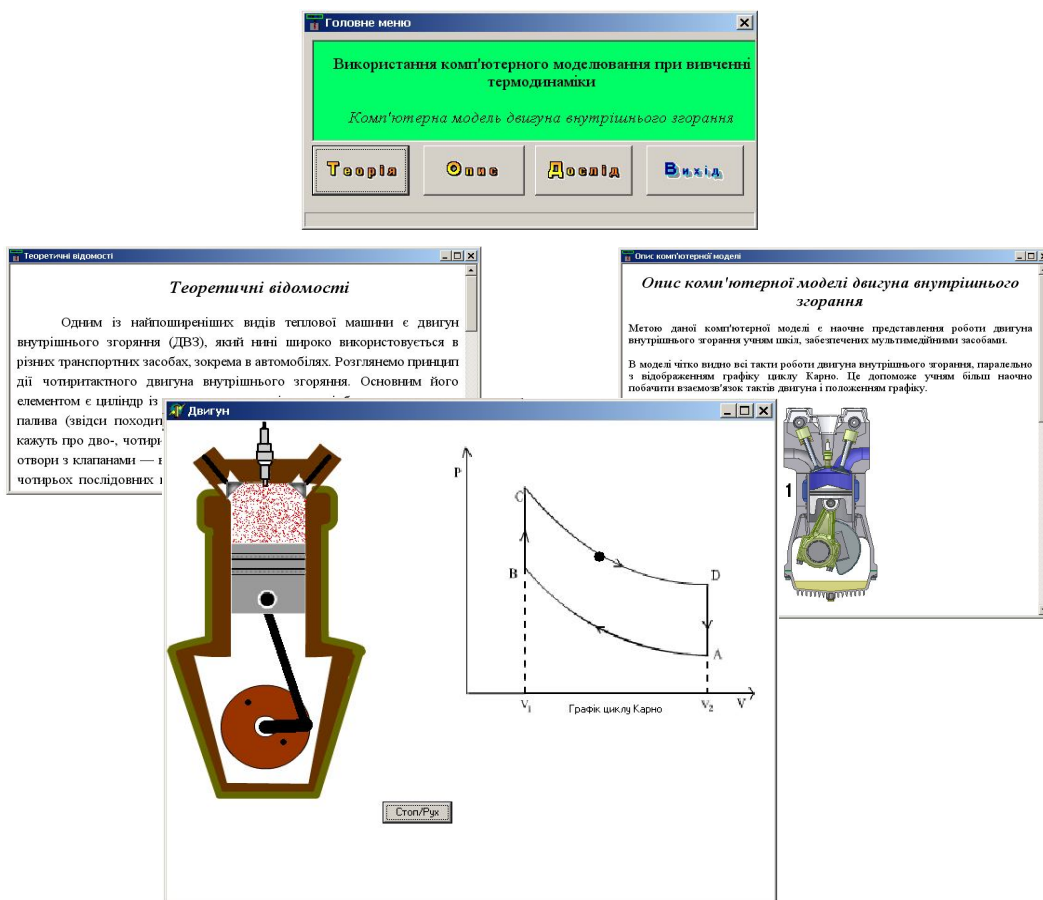 Головне меню
Використання комп'ютерного моделювання при вивченні
термодинаміки
Комп'ютерна модель двигуна внутрішнього згорання
Теорія
Опис
Дослід
Вихід
Теоретичні відомості
Теоретичні відомості
Одним із найпоширеніших видів теплової машини є двигун
внутрішнього згоряння (ДВЗ), який нині широко використовується в
різних транспортних засобах, зокрема в автомобілях. Розглянемо принцип
дії чотиритактного двигуна внутрішнього згоряння. Основним його
елементом є циліндр із
палива (звідси походить
кажуть про дво-, чотири
отвори з клапанами —
чотирьох послідовних
Опис комп'ютерної моделі
Опис комп'ютерної моделі двигуна внутрішнього
згорання
Метою даної комп'ютерної моделі є наочне представлення роботи двигуна
внутрішнього згорання учням шкіл, забезпечених мультимедійними засобами.
В моделі чітко видно всі такти роботи двигуна внутрішнього згорання, паралельно
з відображенням графіку циклу Карно. Це допоможе учням більш наочно
побачити взаємозв'язок тактів двигуна і положенням графіку.
1
Двигун
P
C
B
D
A
V1
V2
V
Графік циклу Карно
Стоп/Рух